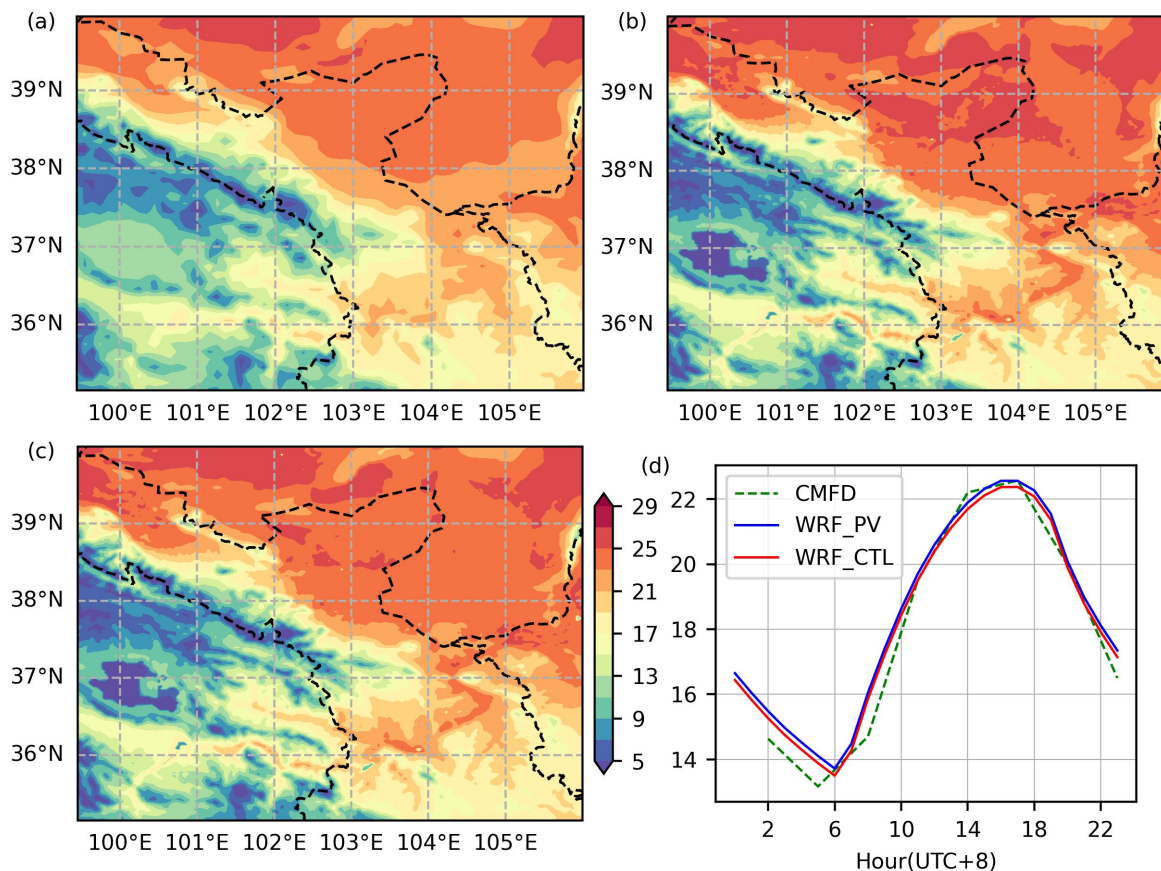 (a)
39°N
38°N
37°N
36°N
100°E 101°E 102°E 103°E 104°E 105°E
(b)
39°N
38°N
37°N
36°N
100°E 101°E 102°E 103°E 104°E 105°E
(c)
39°N
38°N
37°N
36°N
100°E 101°E 102°E 103°E 104°E 105°E
29
25
21
17
13
9
5
(d)
CMFD
WRF_PV
WRF_CTL
22
20
18
16
14
2 6 10 14 18 22
Hour(UTC+8)